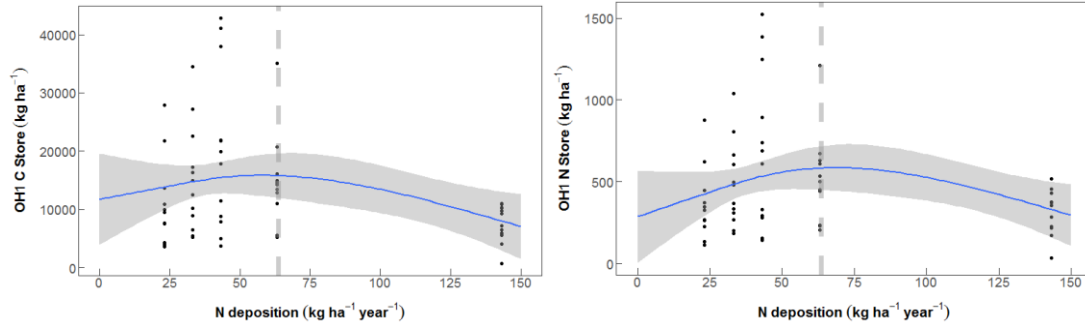 OH1 C Store (kg ha⁻¹)
40000
30000
20000
10000
0
0 25 50 75 100 125 150
N deposition (kg ha⁻¹ year⁻¹)
OH1 N Store (kg ha⁻¹)
1500
1000
500
0
0 25 50 75 100 125 150
N deposition (kg ha⁻¹ year⁻¹)